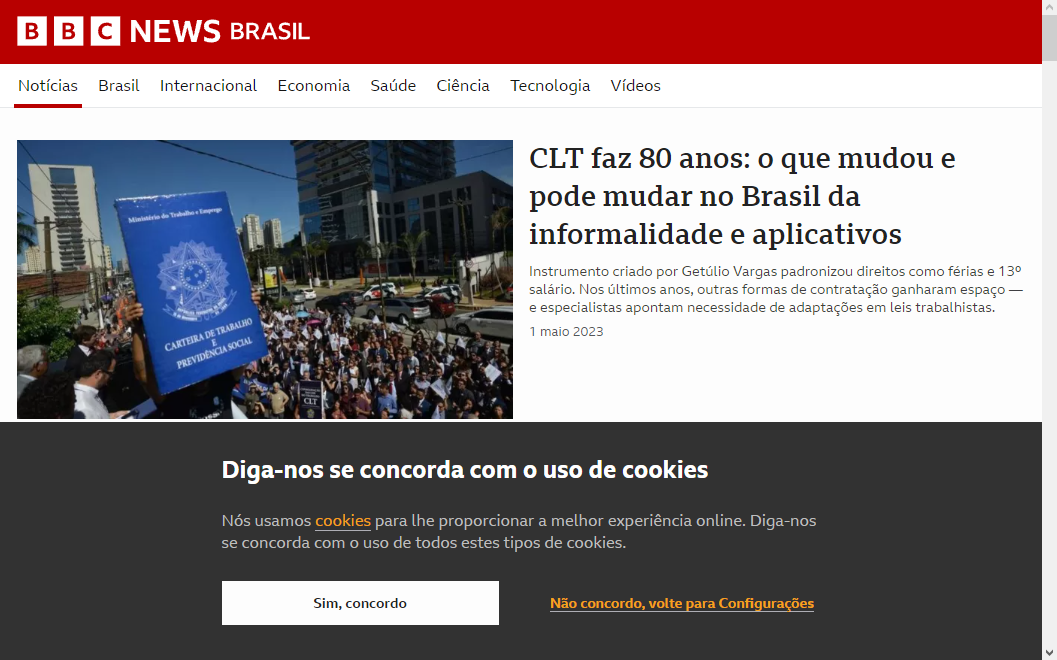 BBC NEWS BRASIL
Notícias Brasil Internacional Economia Saúde Ciência Tecnologia Vídeos
Ministério do Trabalho e Emprego
CARTEIRA DE TRABALHO
E
PREVIDÊNCIA SOCIAL
CLT
CLT faz 80 anos: o que mudou e
pode mudar no Brasil da
informalidade e aplicativos
Instrumento criado por Getúlio Vargas padronizou direitos como férias e 13º
salário. Nos últimos anos, outras formas de contratação ganharam espaço —
e especialistas apontam necessidade de adaptações em leis trabalhistas.
1 maio 2023
Diga-nos se concorda com o uso de cookies
Nós usamos cookies para lhe proporcionar a melhor experiência online. Diga-nos
se concorda com o uso de todos estes tipos de cookies.
Sim, concordo
Não concordo, volte para Configurações